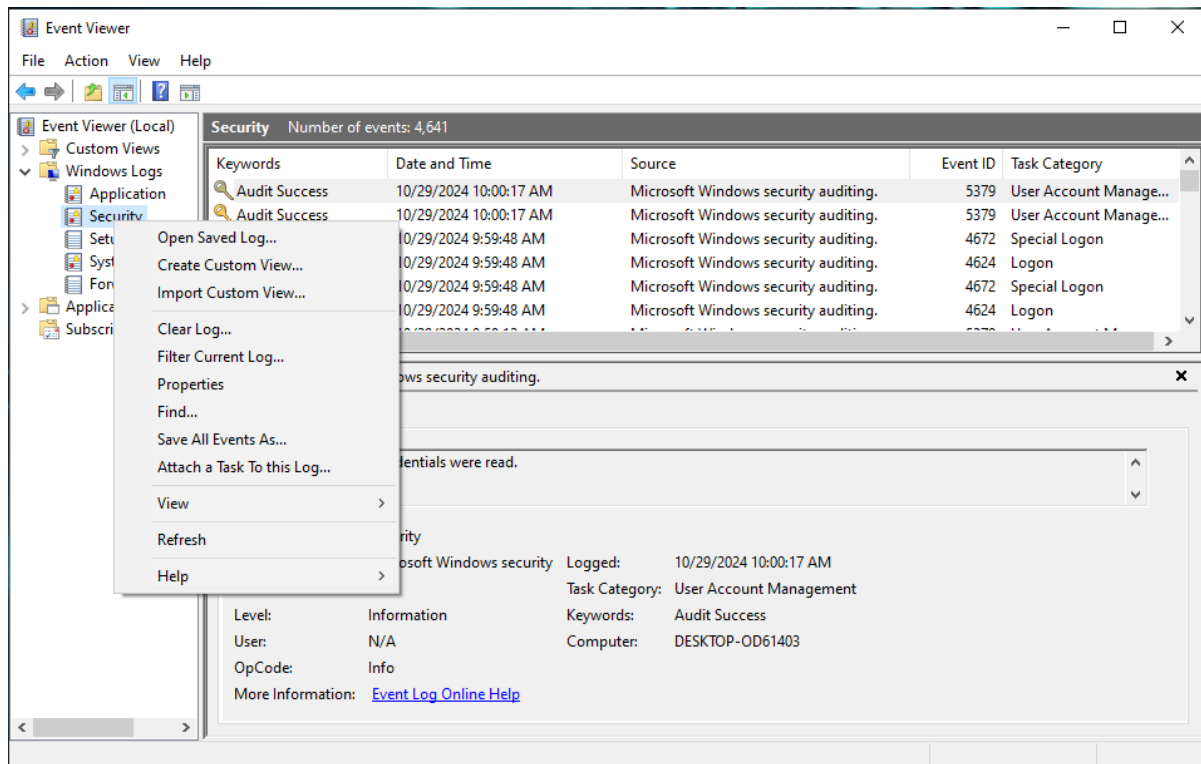 Event Viewer
File Action View Help
Event Viewer (Local)
Custom Views
Windows Logs
Application
Security
Security Number of events: 4,641
Keywords Date and Time Source Event ID Task Category
Audit Success 10/29/2024 10:00:17 AM Microsoft Windows security auditing. 5379 User Account Manage...
Audit Success 10/29/2024 10:00:17 AM Microsoft Windows security auditing. 5379 User Account Manage...
10/29/2024 9:59:48 AM Microsoft Windows security auditing. 4672 Special Logon
10/29/2024 9:59:48 AM Microsoft Windows security auditing. 4624 Logon
10/29/2024 9:59:48 AM Microsoft Windows security auditing. 4672 Special Logon
10/29/2024 9:59:48 AM Microsoft Windows security auditing. 4624 Logon
Open Saved Log...
Create Custom View...
Import Custom View...
Clear Log...
Filter Current Log...
Properties
Find...
Save All Events As...
Attach a Task To this Log...
View
Refresh
Help
security auditing.
were read.
Windows security Logged: 10/29/2024 10:00:17 AM
Task Category: User Account Management
Level: Information Keywords: Audit Success
User: N/A Computer: DESKTOP-OD61403
OpCode: Info
More Information: Event Log Online Help